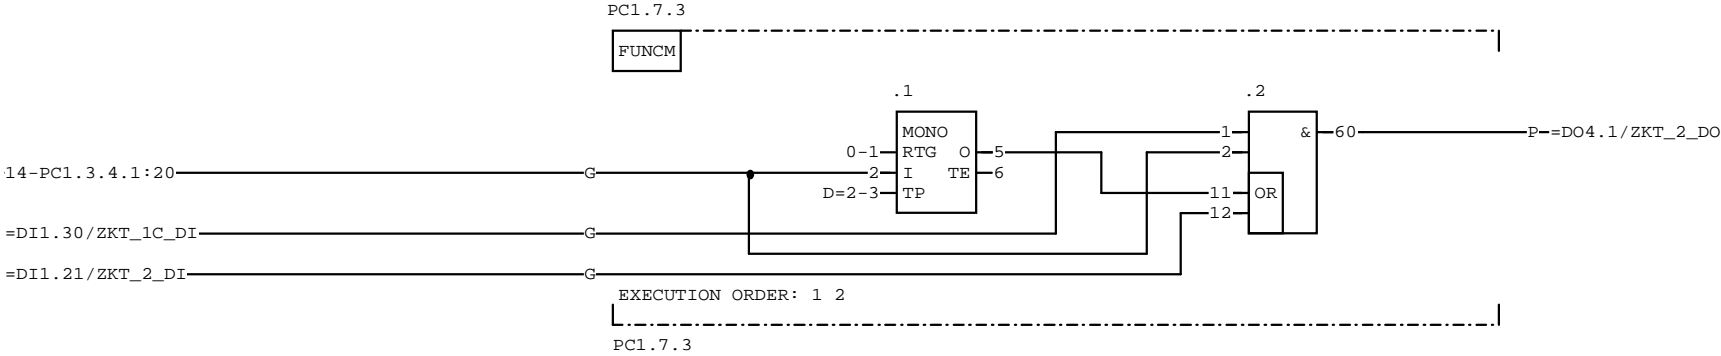 PC1.7.3
FUNCM
.1 .2
MONO 1 & 60 P =DO4.1/ZKT_2_DO
0-1 RTG O 5 2
14-PC1.3.4.1:20 G 2 I TE 6
D=2-3 TP 11 OR
12
=DI1.30/ZKT_1C_DI G
=DI1.21/ZKT_2_DI G
EXECUTION ORDER: 1 2
PC1.7.3